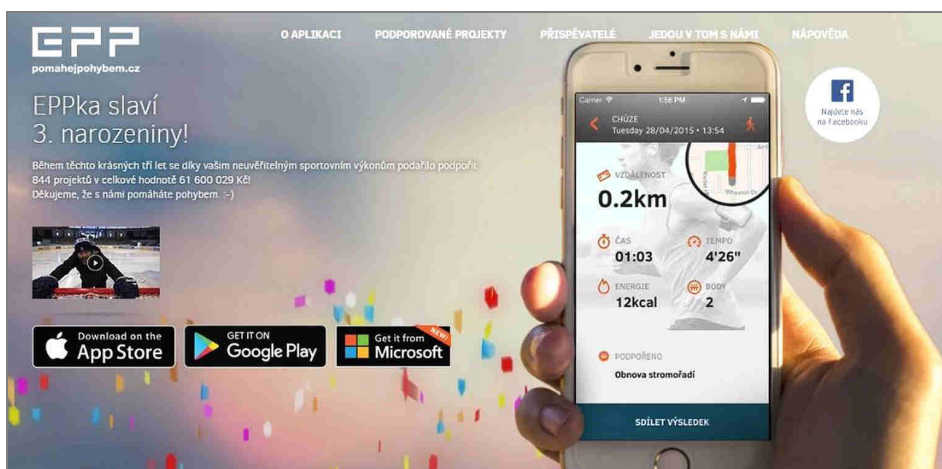 EPP
pomahejpohybem.cz
O APLIKACI PODPOROVANÉ PROJEKTY PŘISPĚVATELÉ JEDOU V TOM S NÁMI NÁPOVĚDA
EPPka slaví
3. narozeniny!
Během těchto krásných tří let se díky vašim neuvěřitelným sportovním výkonům podařilo podpořit
844 projektů v celkové hodnotě 61 600 029 Kč!
Děkujeme, že s námi pomáháte pohybem. :-)
Download on the
App Store
GET IT ON
Google Play
NEW!
Get it from
Microsoft
Carrier 1:56 PM
CHŮZE
Tuesday 28/04/2015 • 13:54
VZDÁLENOST
0.2km
ČAS
01:03
TEMPO
4'26"
ENERGIE
12kcal
BODY
2
PODPOŘENO
Obnova stromořadí
SDÍLET VÝSLEDEK
Najdete nás
na Facebooku